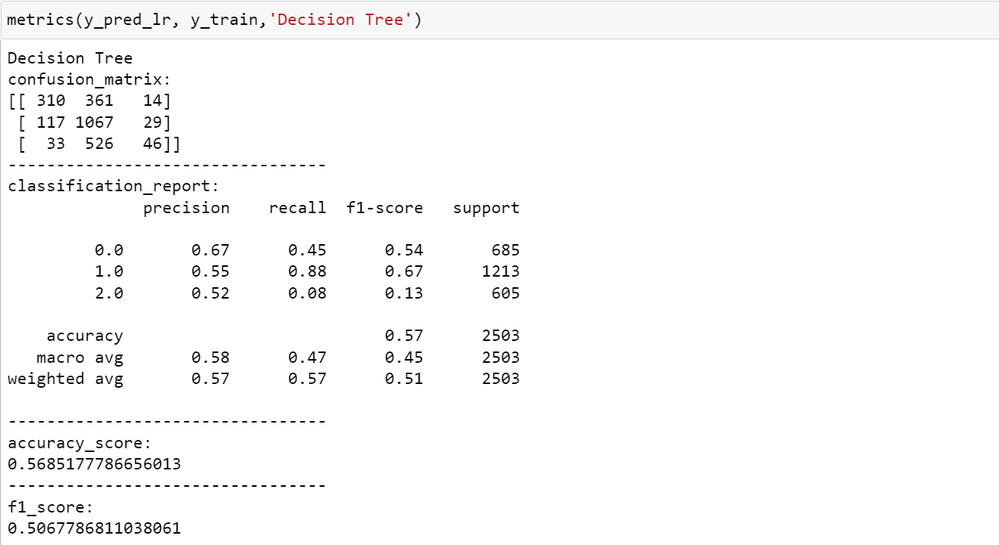 metrics(y_pred_lr, y_train,'Decision Tree')
Decision Tree
confusion_matrix:
[[ 310  361   14]
 [ 117 1067   29]
 [  33  526   46]]
---------------------------------
classification_report:
              precision    recall  f1-score   support
         0.0       0.67      0.45      0.54       685
         1.0       0.55      0.88      0.67      1213
         2.0       0.52      0.08      0.13       605
    accuracy                           0.57      2503
   macro avg       0.58      0.47      0.45      2503
weighted avg       0.57      0.57      0.51      2503
---------------------------------
accuracy_score:
0.5685177786656013
---------------------------------
f1_score:
0.5067786811038061